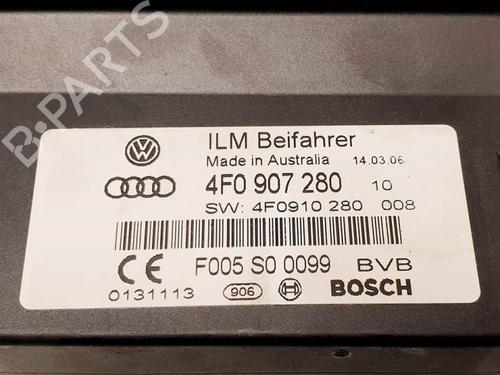 B-PARTS
ILM Beifahrer
Made in Australia 14.03.06
4F0 907 280 10
SW: 4F0910 280 008
F005 S0 0099 BVB
CE
0131113 906 BOSCH